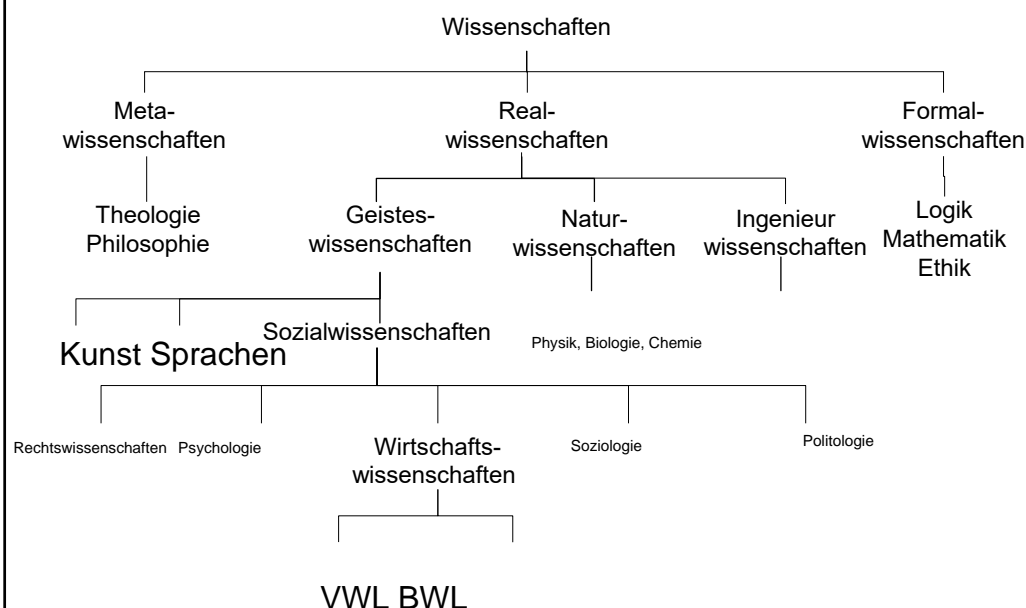 Wissenschaften
Meta-
wissenschaften
Real-
wissenschaften
Formal-
wissenschaften
Theologie
Philosophie
Geistes-
wissenschaften
Natur-
wissenschaften
Ingenieur
wissenschaften
Logik
Mathematik
Ethik
Kunst Sprachen
Sozialwissenschaften
Physik, Biologie, Chemie
Rechtswissenschaften
Psychologie
Wirtschafts-
wissenschaften
Soziologie
Politologie
VWL BWL